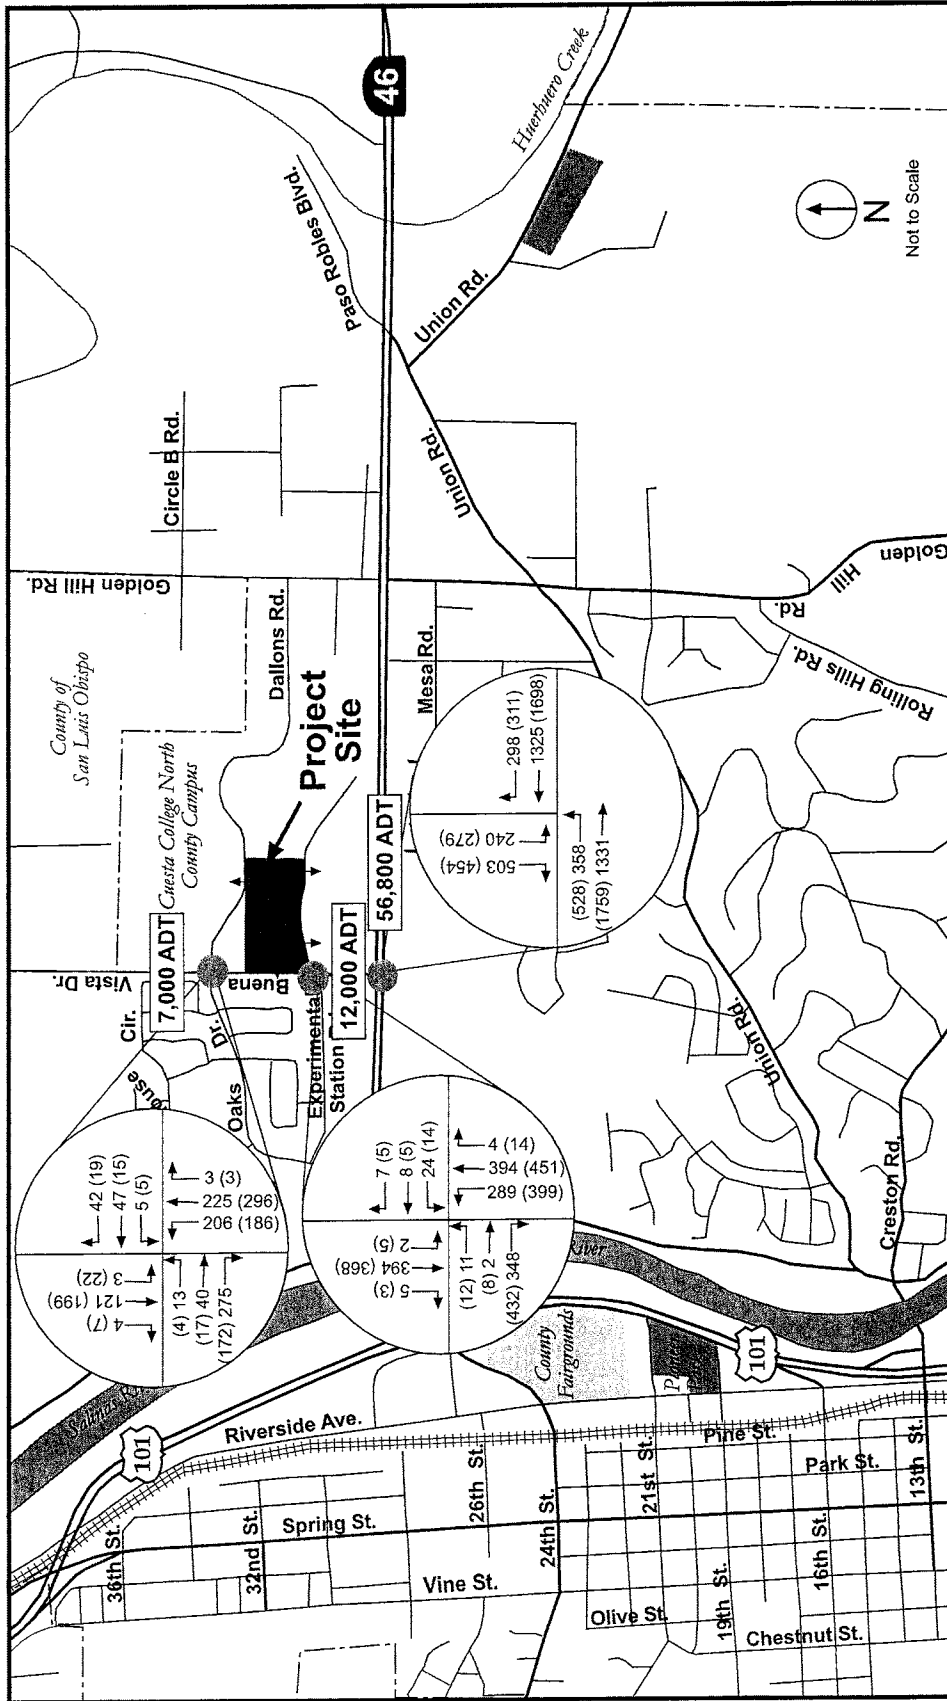 46
Huerhuero Creek
Paso Robles Blvd.
Union Rd.
N
Not to Scale
Circle B Rd.
Union Rd.
Golden Hill Rd.
Golden
Hill
Rd.
Rolling Hills Rd.
County of
San Luis Obispo
Dallons Rd.
Mesa Rd.
Project
Site
Cuesta College North
County Campus
7,000 ADT
12,000 ADT
56,800 ADT
298 (311)
1325 (1698)
240 (279)
503 (454)
(528) 358
(1759) 1331
Vista Dr.
Buena
Cir.
Dr.
Oaks
Experimental
Station
Union Rd.
Creston Rd.
42 (19)
47 (15)
5 (5)
3 (3)
225 (296)
206 (186)
3 (22)
121 (199)
4 (7)
(4) 13
(17) 40
(172) 275
7 (5)
8 (5)
24 (14)
4 (14)
394 (451)
289 (399)
2 (5)
394 (368)
5 (3)
(12) 11
(8) 2
(432) 348
River
Salinas
County
Fairgrounds
101
101
Riverside Ave.
Pine St.
Park St.
13th St.
36th St.
32nd St.
Spring St.
26th St.
24th St.
21st St.
19th St.
16th St.
Vine St.
Olive St.
Chestnut St.